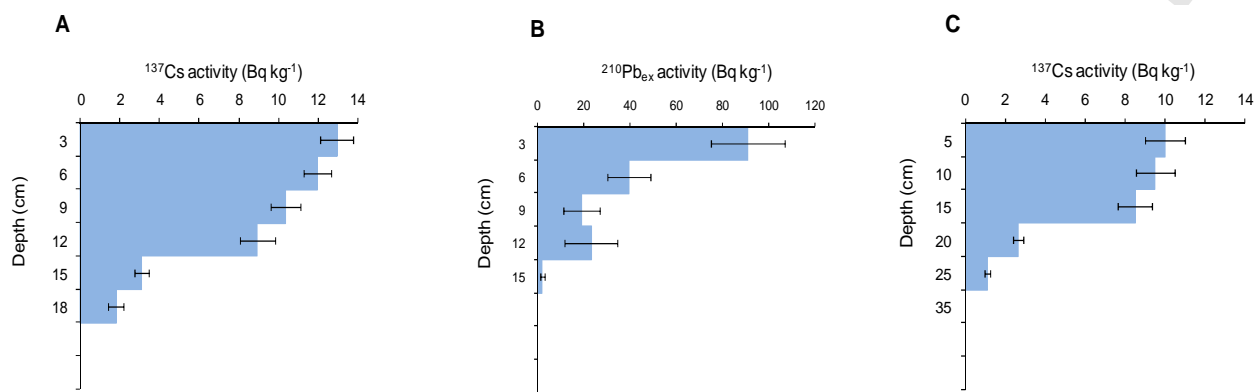 A
¹³⁷Cs activity (Bq kg⁻¹)
0 2 4 6 8 10 12 14
Depth (cm)
3
6
9
12
15
18
B
²¹⁰Pbₑₓ activity (Bq kg⁻¹)
0 20 40 60 80 100 120
Depth (cm)
3
6
9
12
15
C
¹³⁷Cs activity (Bq kg⁻¹)
0 2 4 6 8 10 12 14
Depth (cm)
5
10
15
20
25
35